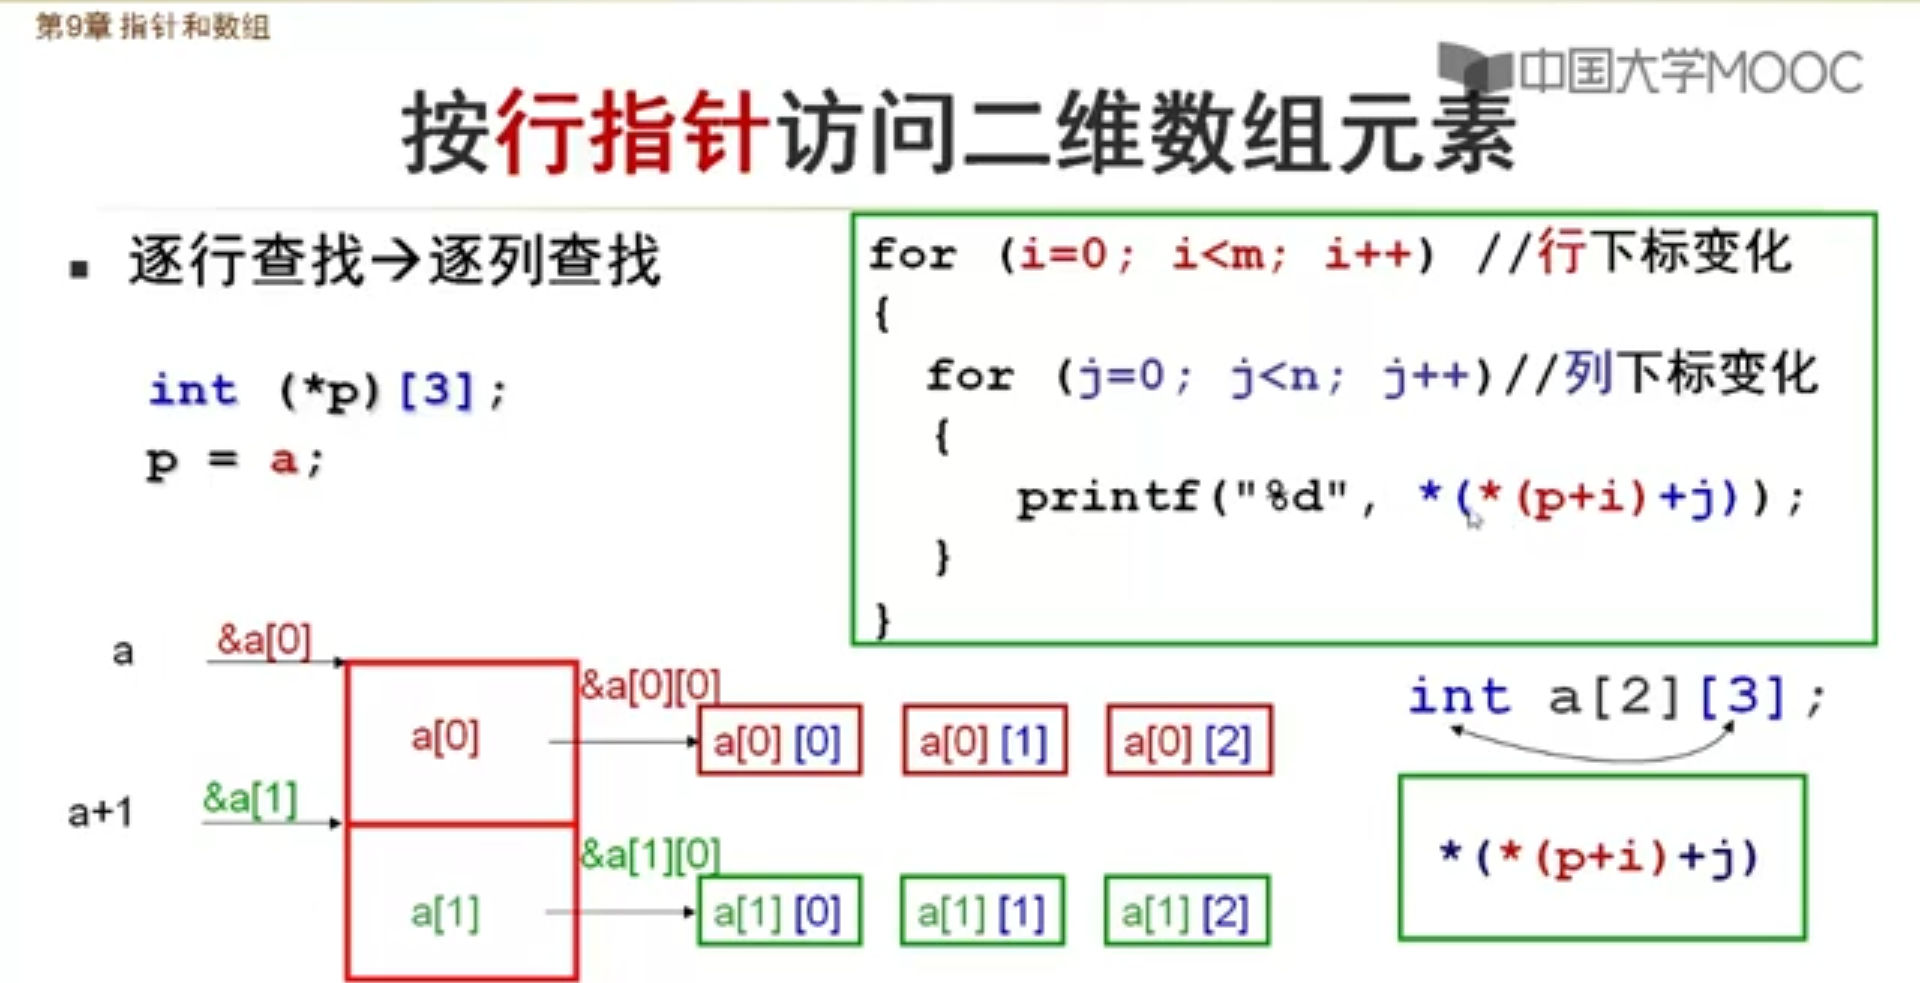 第9章 指针和数组
中国大学MOOC
按行指针访问二维数组元素
▪ 逐行查找→逐列查找
int (*p)[3];
p = a;
for (i=0; i<m; i++) //行下标变化
{
for (j=0; j<n; j++)//列下标变化
{
printf("%d", *(*(p+i)+j));
}
}
a
&a[0]
a[0]
&a[0][0]
a[0] [0]
a[0] [1]
a[0] [2]
a+1
&a[1]
a[1]
&a[1][0]
a[1] [0]
a[1] [1]
a[1] [2]
int a[2][3];
*(*(p+i)+j)